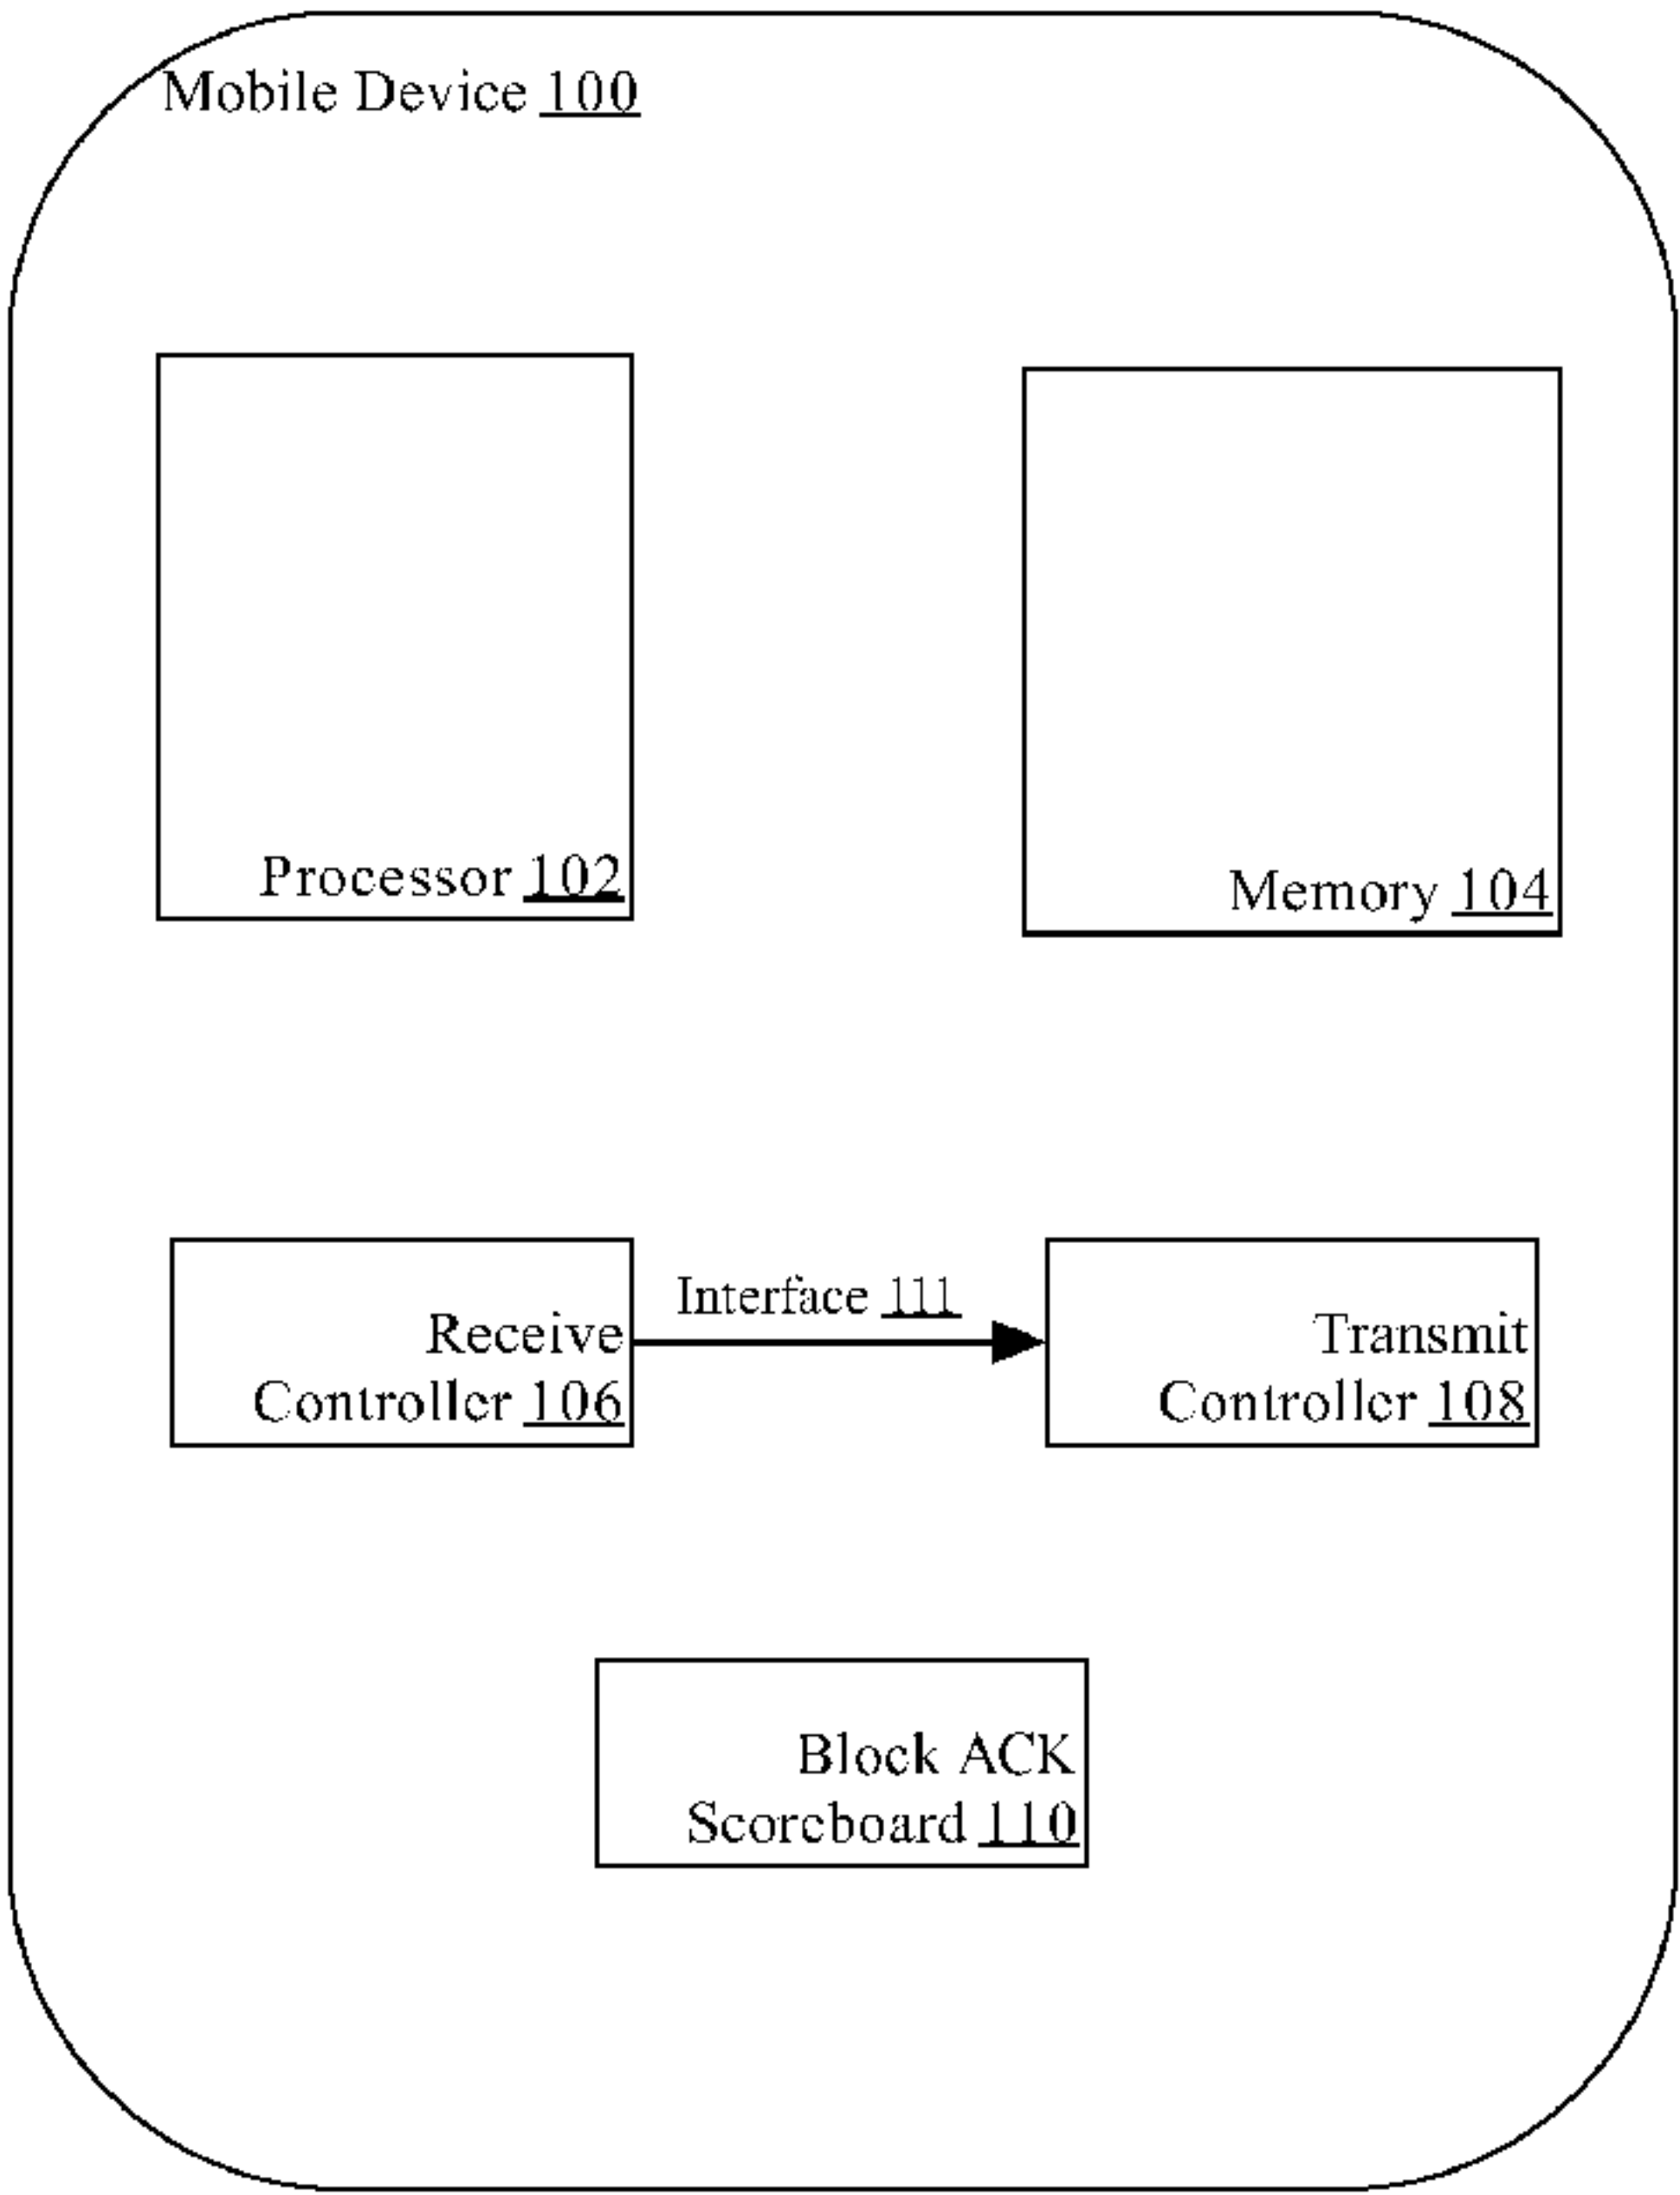 Mobile Device 100
Processor 102
Memory 104
Interface 111
Receive
Controller 106
Transmit
Controller 108
Block ACK
Scoreboard 110